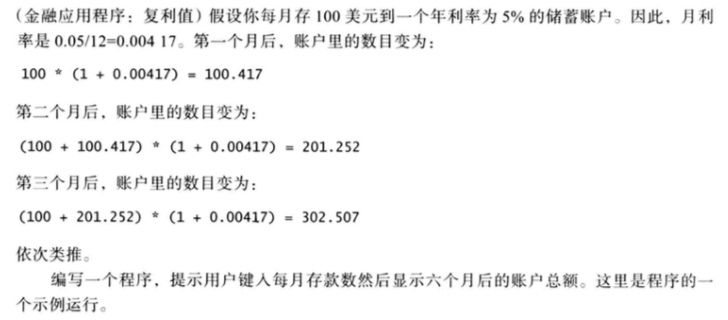 (金融应用程序：复利值) 假设你每月存 100 美元到一个年利率为 5% 的储蓄账户。因此，月利
率是 0.05/12=0.004 17。第一个月后，账户里的数目变为：
100 * (1 + 0.00417) = 100.417
第二个月后，账户里的数目变为：
(100 + 100.417) * (1 + 0.00417) = 201.252
第三个月后，账户里的数目变为：
(100 + 201.252) * (1 + 0.00417) = 302.507
依次类推。
编写一个程序，提示用户键入每月存款数然后显示六个月后的账户总额。这里是程序的一
个示例运行。